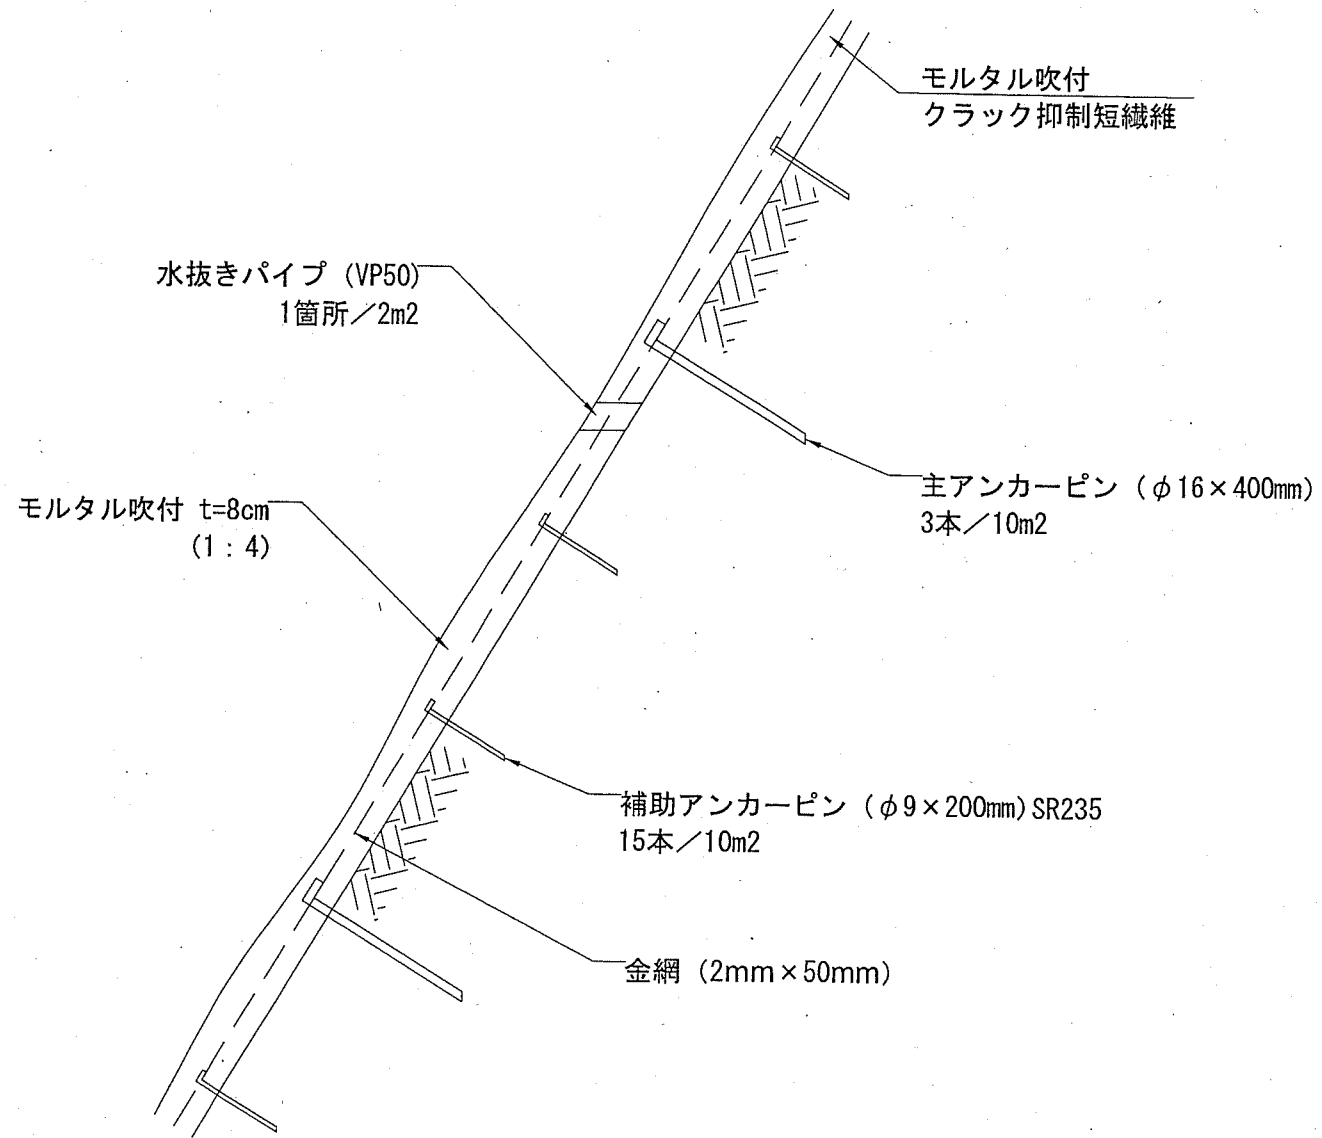 モルタル吹付
クラック抑制短繊維
水抜きパイプ (VP50)
1箇所／2m2
主アンカーピン (φ16×400mm)
3本／10m2
モルタル吹付 t=8cm
(1:4)
補助アンカーピン (φ9×200mm) SR235
15本／10m2
金網 (2mm×50mm)